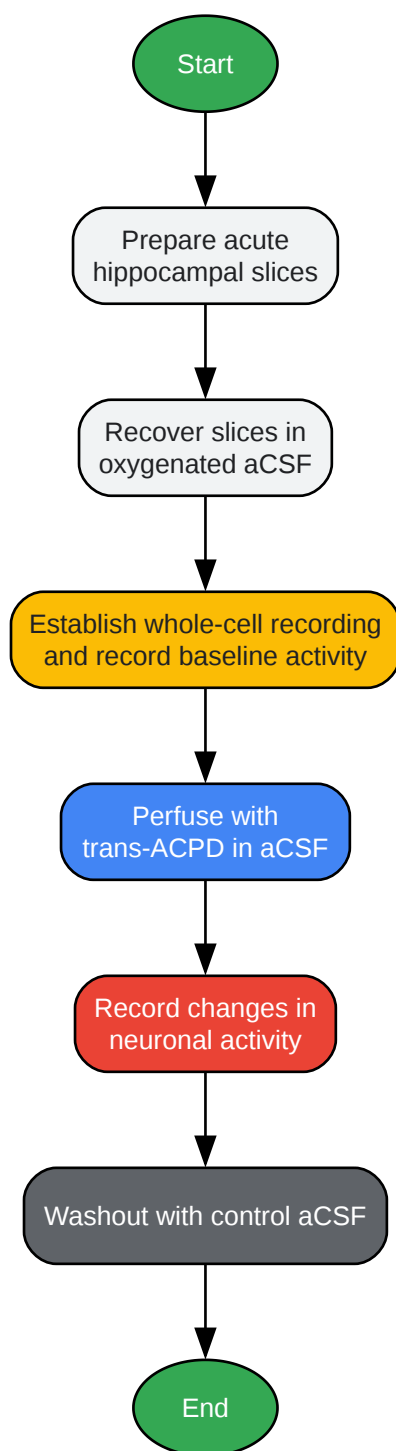 Start
Prepare acute
hippocampal slices
Recover slices in
oxygenated aCSF
Establish whole-cell recording
and record baseline activity
Perfuse with
trans-ACPD in aCSF
Record changes in
neuronal activity
Washout with control aCSF
End